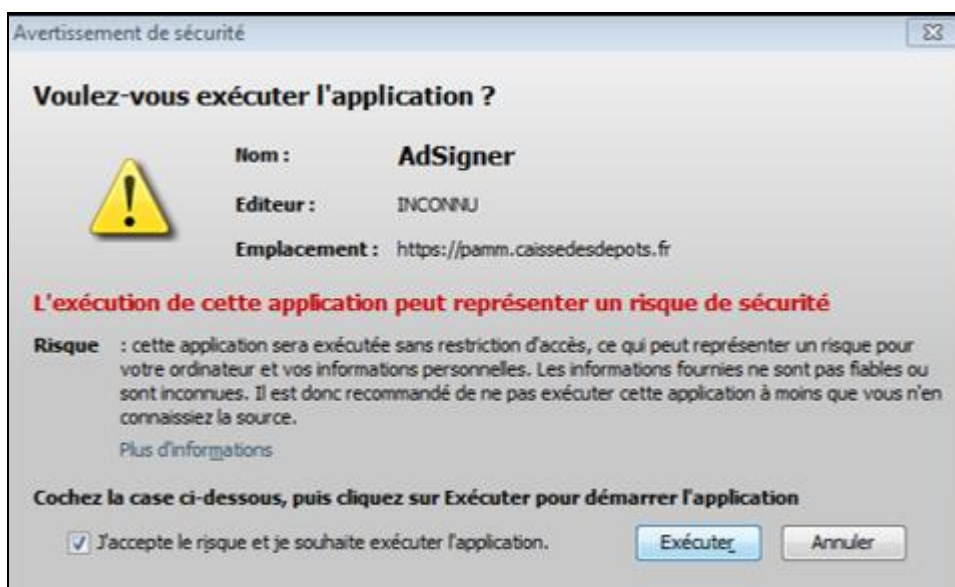 Avertissement de sécurité
Voulez-vous exécuter l'application ?
Nom : AdSigner
Editeur : INCONNU
Emplacement : https://pamm.caissedesdepots.fr
L'exécution de cette application peut représenter un risque de sécurité
Risque : cette application sera exécutée sans restriction d'accès, ce qui peut représenter un risque pour
votre ordinateur et vos informations personnelles. Les informations fournies ne sont pas fiables ou
sont inconnues. Il est donc recommandé de ne pas exécuter cette application à moins que vous n'en
connaissiez la source.
Plus d'informations
Cochez la case ci-dessous, puis cliquez sur Exécuter pour démarrer l'application
J'accepte le risque et je souhaite exécuter l'application.
Exécuter Annuler